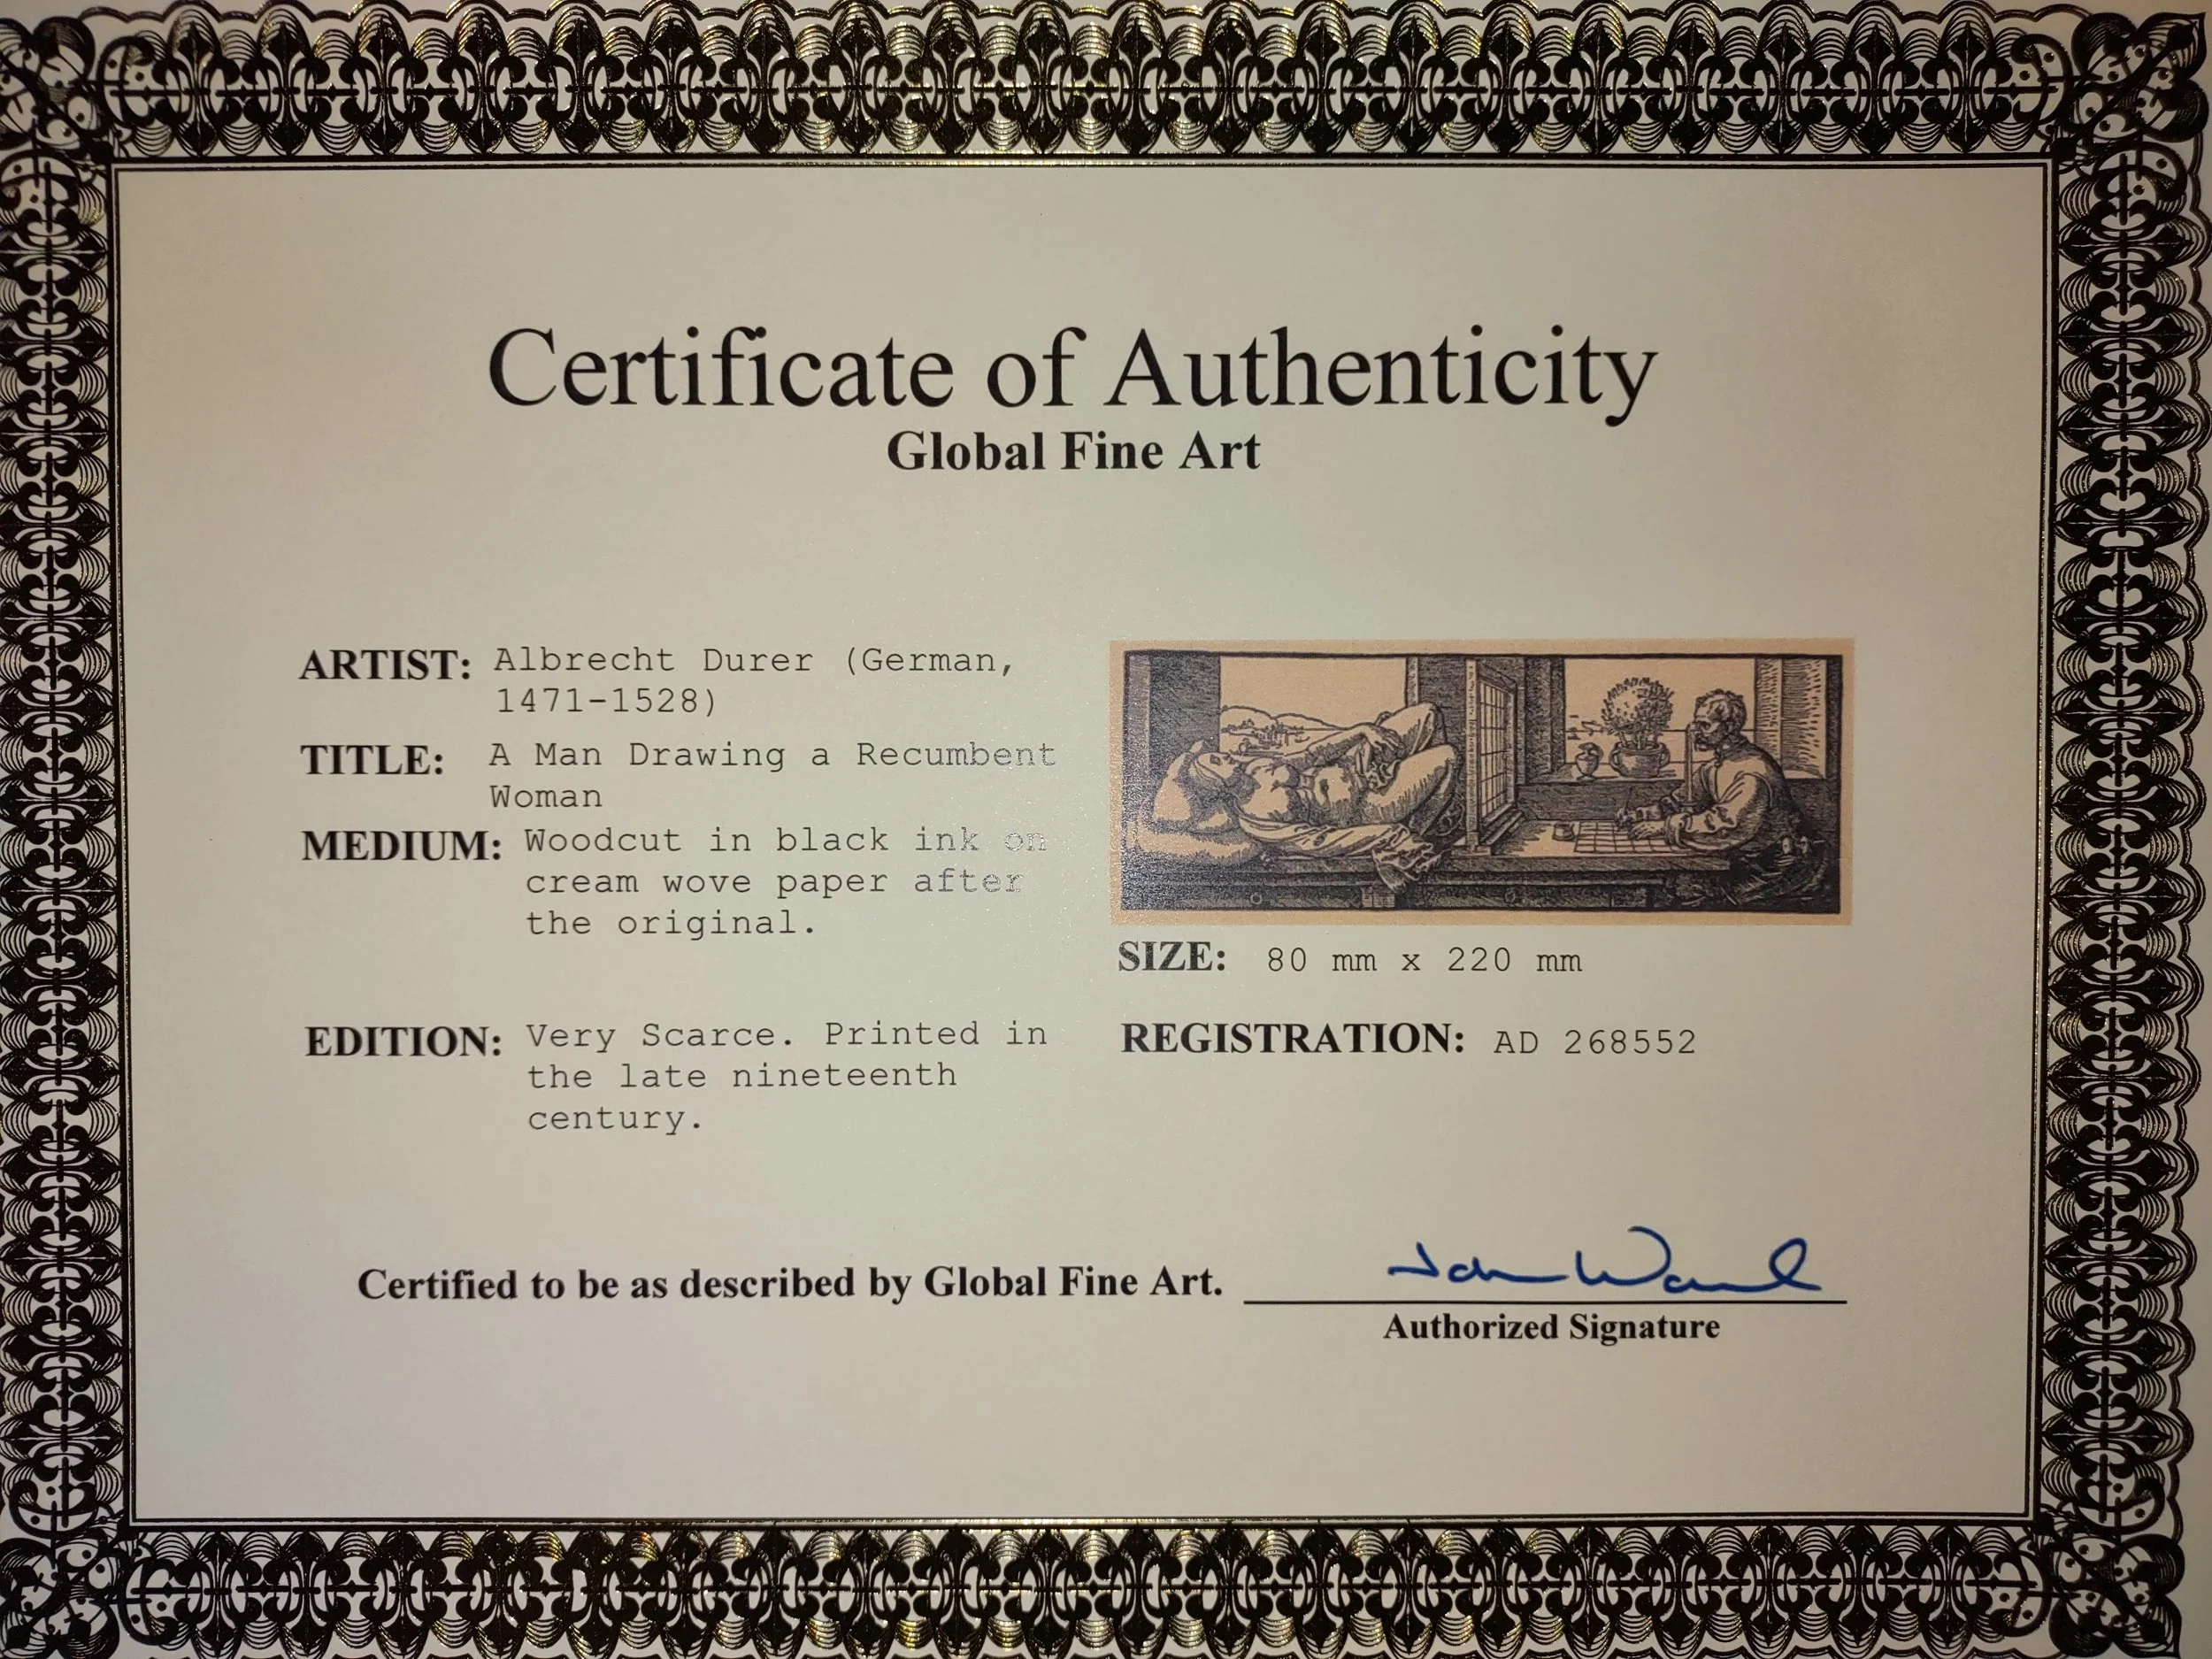 Certificate of Authenticity
Global Fine Art
ARTIST: Albrecht Durer (German,
1471-1528)
TITLE: A Man Drawing a Recumbent
Woman
MEDIUM: Woodcut in black ink on
cream wove paper after
the original.
SIZE: 80 mm x 220 mm
EDITION: Very Scarce. Printed in
the late nineteenth
century.
REGISTRATION: AD 268552
Certified to be as described by Global Fine Art.
Authorized Signature